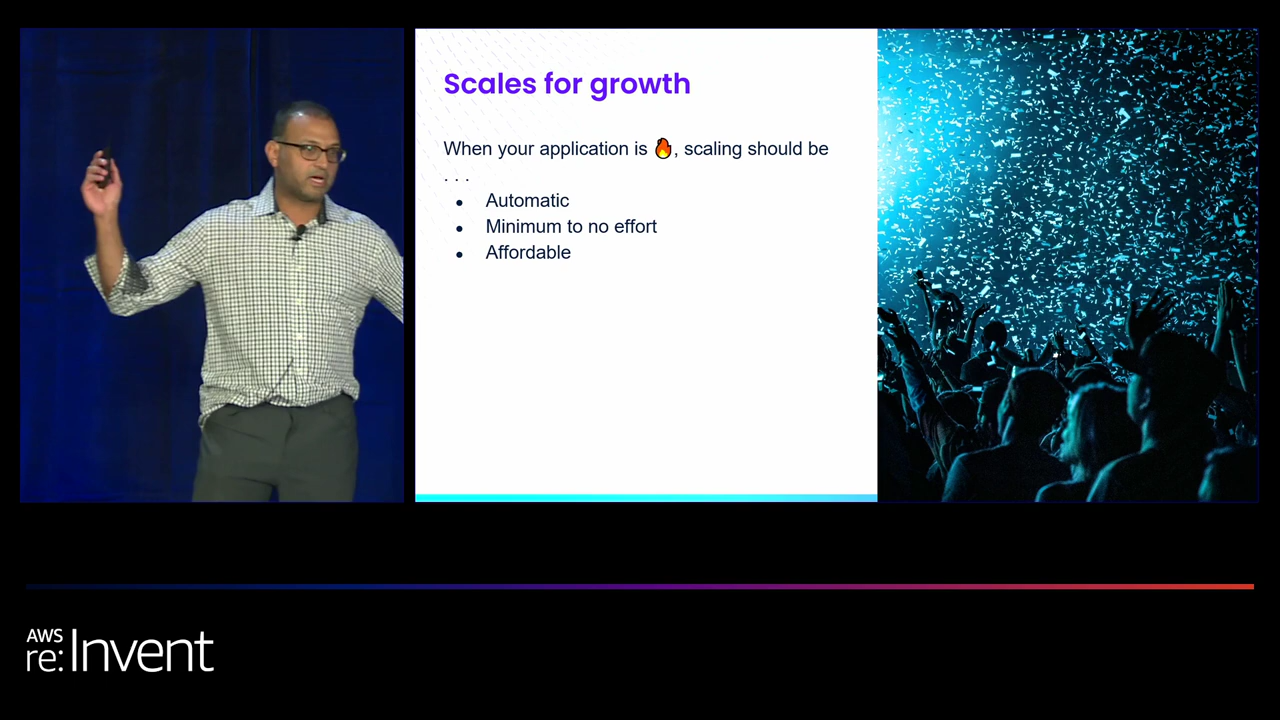 Scales for growth
When your application is 🔥, scaling should be
. . .
● Automatic
● Minimum to no effort
● Affordable
AWS
re:Invent